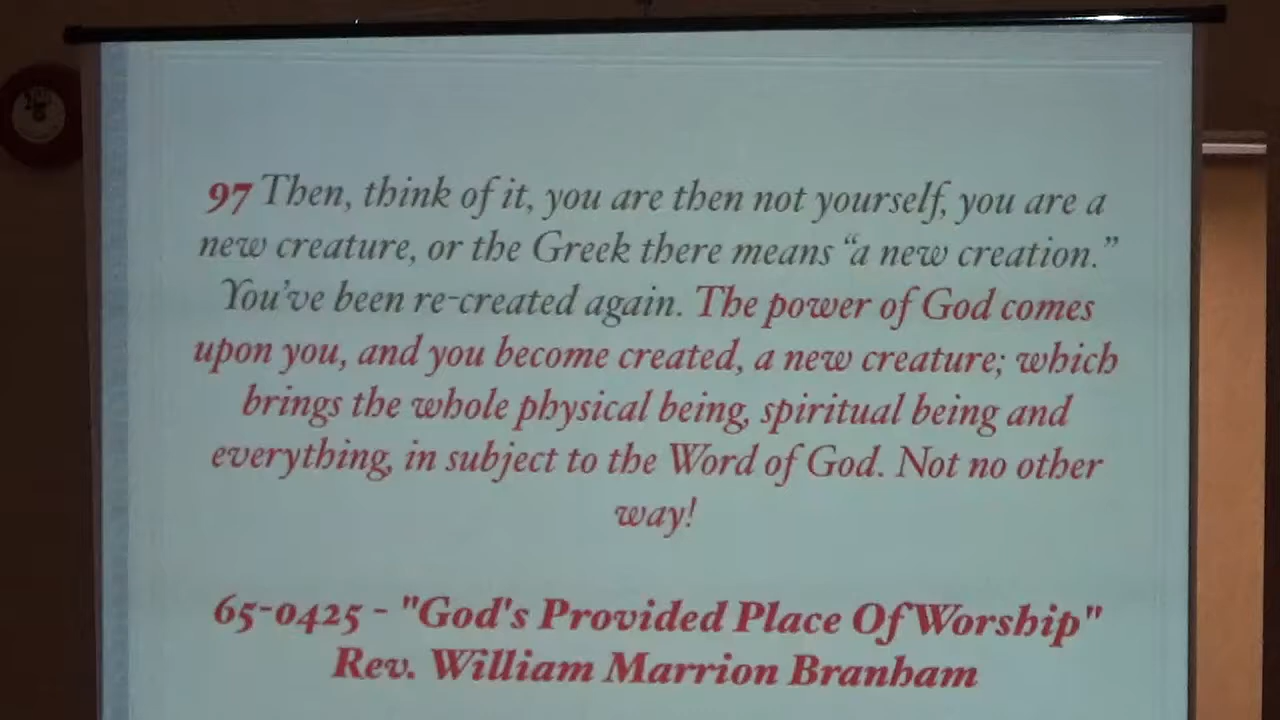 97 Then, think of it, you are then not yourself, you are a
new creature, or the Greek there means “a new creation.”
You’ve been re-created again. The power of God comes
upon you, and you become created, a new creature; which
brings the whole physical being, spiritual being and
everything, in subject to the Word of God. Not no other
way!
65-0425 - "God's Provided Place Of Worship"
Rev. William Marrion Branham